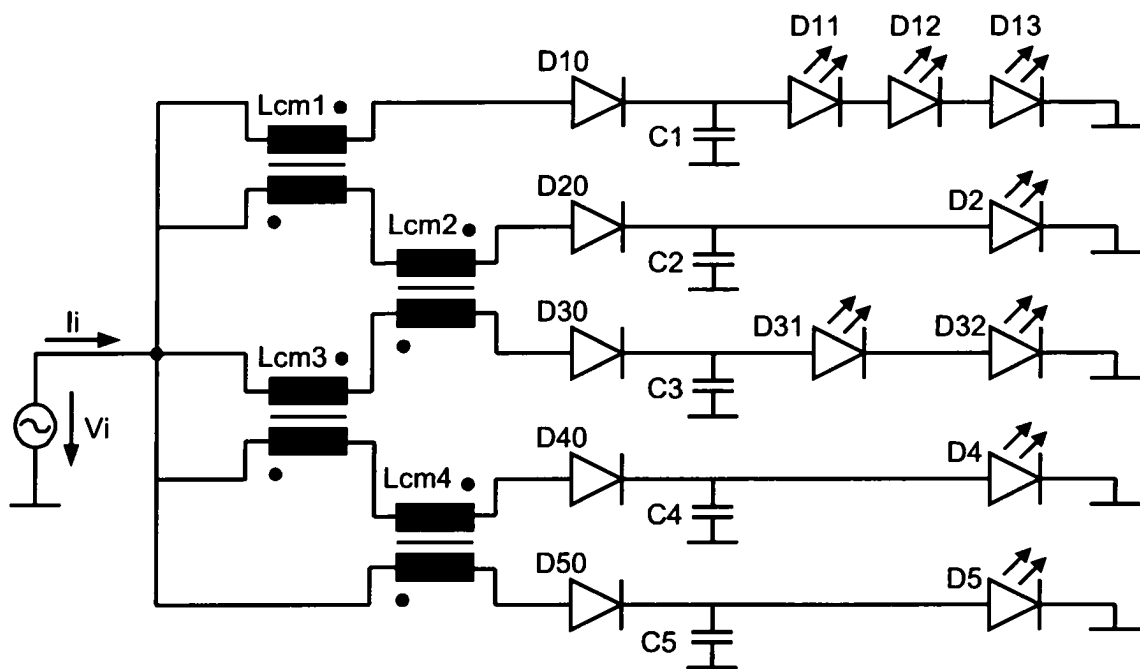 D11 D12 D13
D10
Lcm1
C1
D20 D2
Lcm2
C2
Ii
D30 D31 D32
Lcm3
C3
Vi
D40 D4
Lcm4
C4
D50 D5
C5